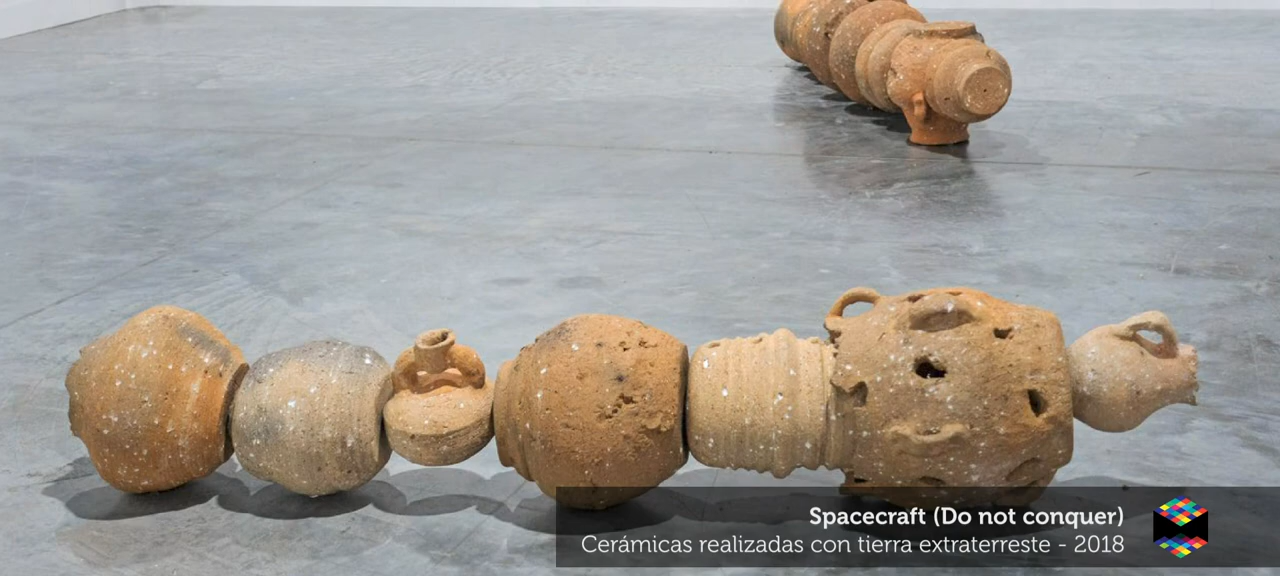 Spacecraft (Do not conquer)
Cerámicas realizadas con tierra extraterreste - 2018